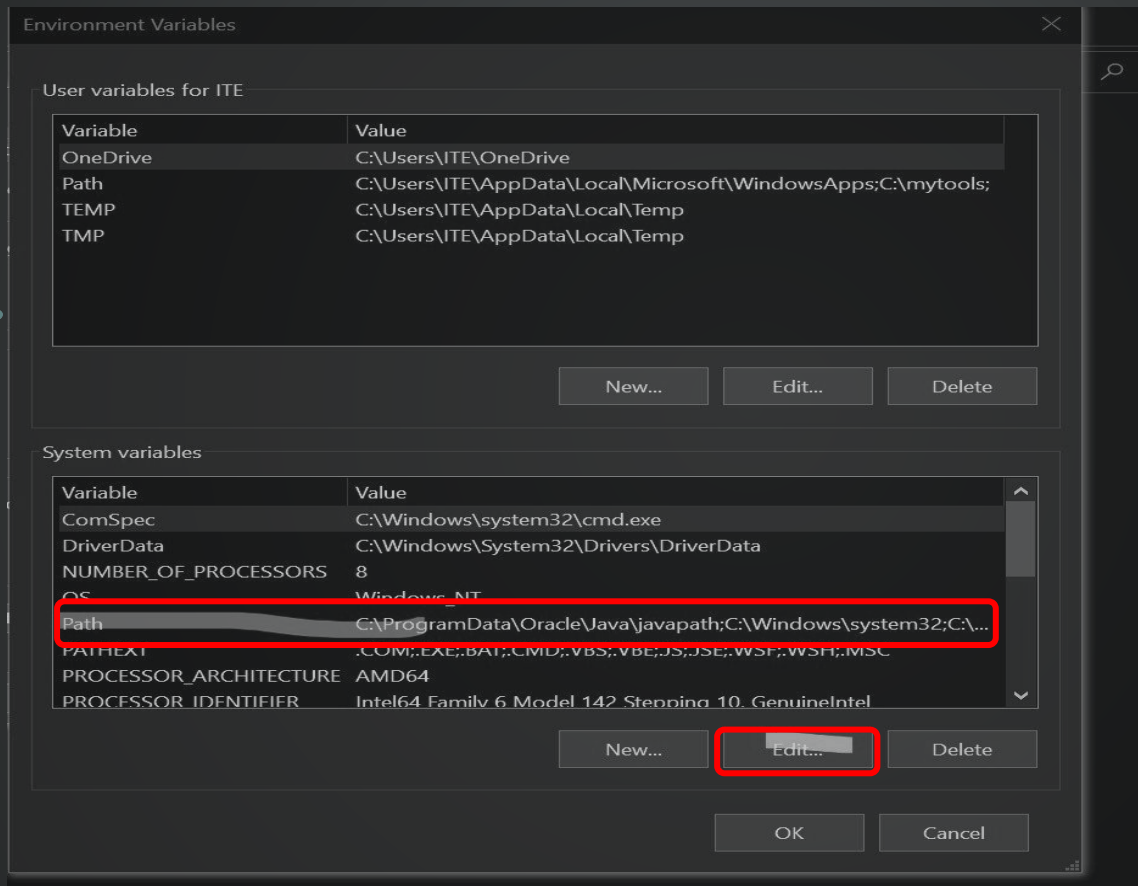 Environment Variables
User variables for ITE
Variable Value
OneDrive C:\Users\ITE\OneDrive
Path C:\Users\ITE\AppData\Local\Microsoft\WindowsApps;C:\mytools;
TEMP C:\Users\ITE\AppData\Local\Temp
TMP C:\Users\ITE\AppData\Local\Temp
New... Edit... Delete
System variables
Variable Value
ComSpec C:\Windows\system32\cmd.exe
DriverData C:\Windows\System32\Drivers\DriverData
NUMBER_OF_PROCESSORS 8
OS Windows_NT
Path C:\ProgramData\Oracle\Java\javapath;C:\Windows\system32;C:\...
PATHEXT .COM;.EXE;.BAT;.CMD;.VBS;.VBE;.JS;.JSE;.WSF;.WSH;.MSC
PROCESSOR_ARCHITECTURE AMD64
PROCESSOR_IDENTIFIER Intel64 Family 6 Model 142 Stepping 10, GenuineIntel
New... Edit... Delete
OK Cancel